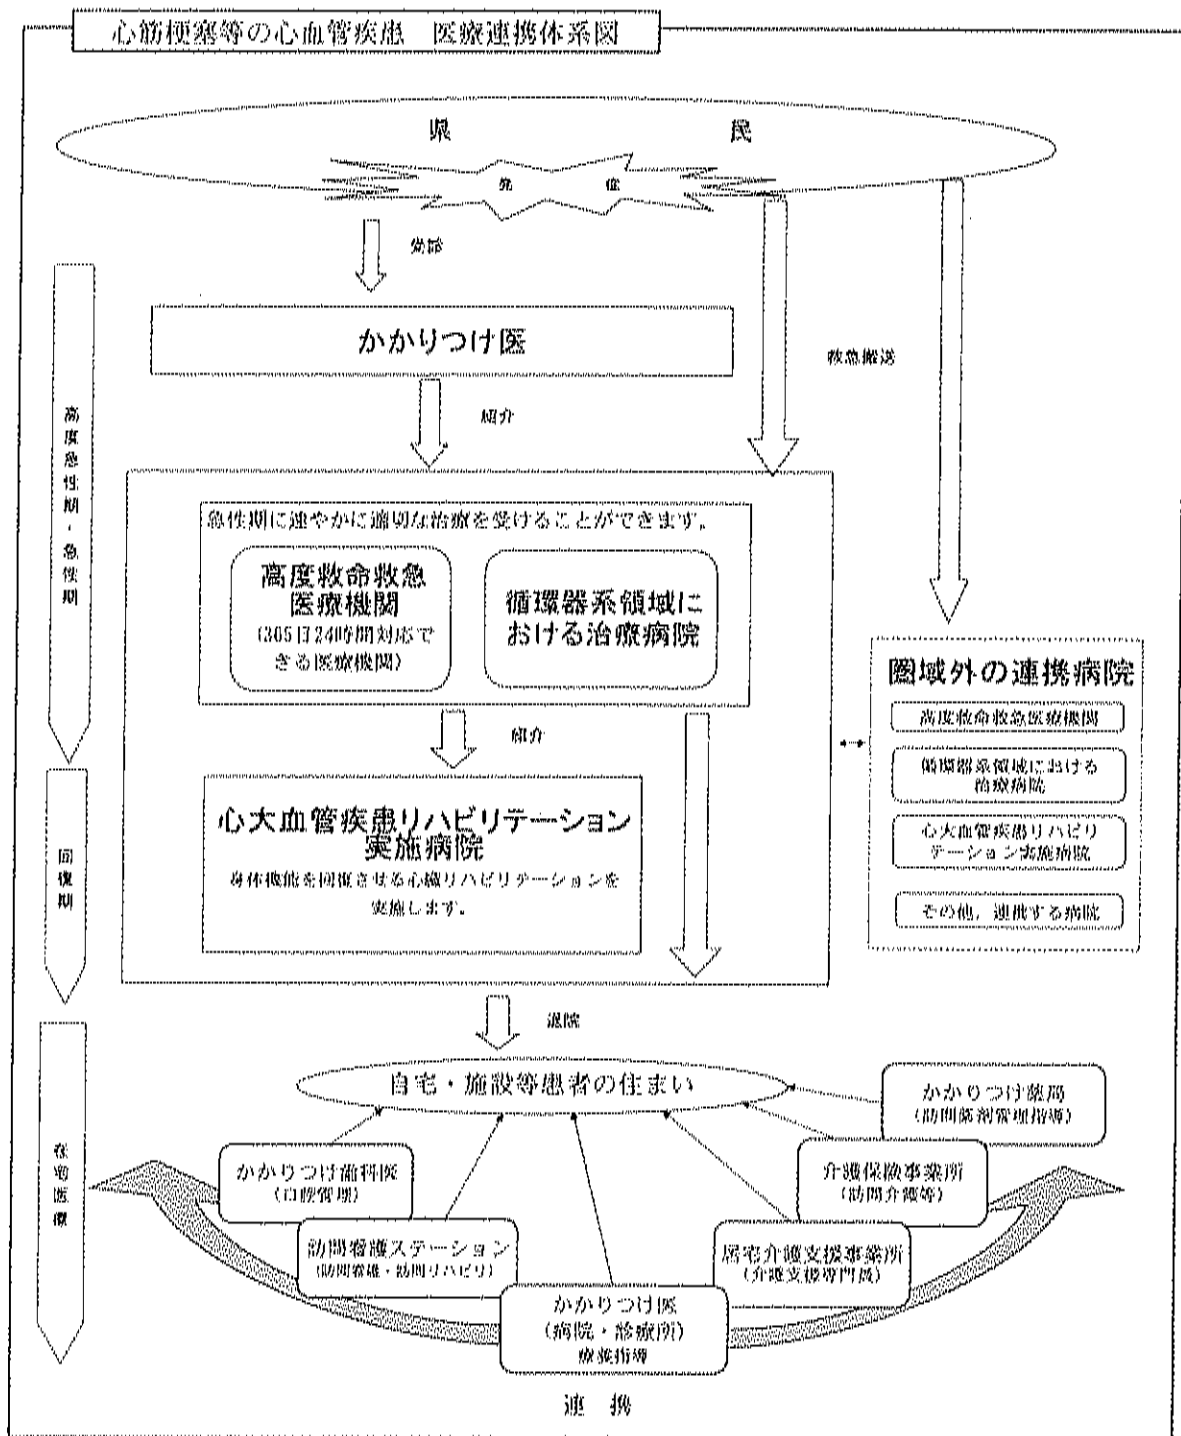 心筋梗塞等の心血管疾患　医療連携体系図
県　民
発　症
受診
かかりつけ医
救急搬送
紹介
高度急性期・急性期
急性期に速やかに適切な治療を受けることができます。
高度救命救急
医療機関
(365日24時間対応で
きる医療機関)
循環器系領域に
おける治療病院
圏域外の連携病院
高度救命救急医療機関
循環器系領域における
治療病院
心大血管疾患リハビリ
テーション実施病院
その他，連携する病院
紹介
心大血管疾患リハビリテーション
実施病院
身体機能を回復させる心臓リハビリテーションを
実施します。
回復期
退院
自宅・施設等患者の住まい
在宅医療
かかりつけ薬局
(訪問薬剤管理指導)
かかりつけ歯科医
(口腔管理)
介護保険事業所
(訪問介護等)
訪問看護ステーション
(訪問看護・訪問リハビリ)
居宅介護支援事業所
(介護支援専門員)
かかりつけ医
(病院・診療所)
療養指導
連　携